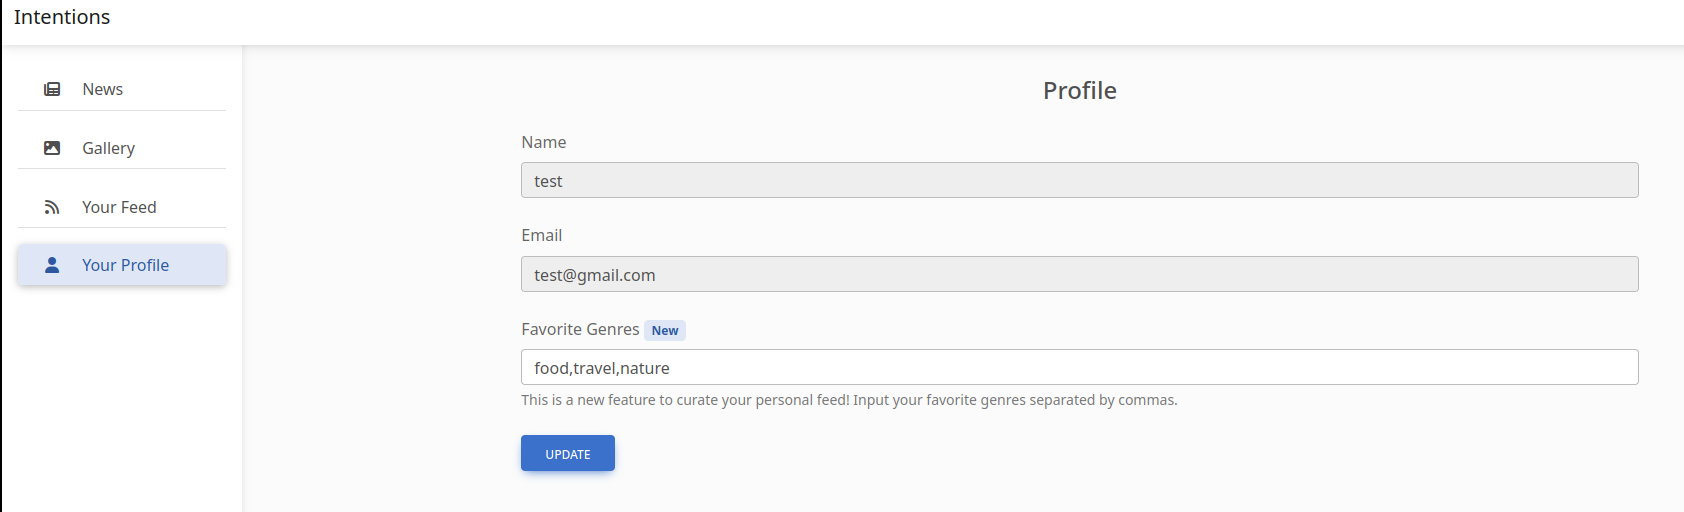 Intentions
News
Gallery
Your Feed
Your Profile
Profile
Name
test
Email
test@gmail.com
Favorite Genres New
food,travel,nature
This is a new feature to curate your personal feed! Input your favorite genres separated by commas.
UPDATE